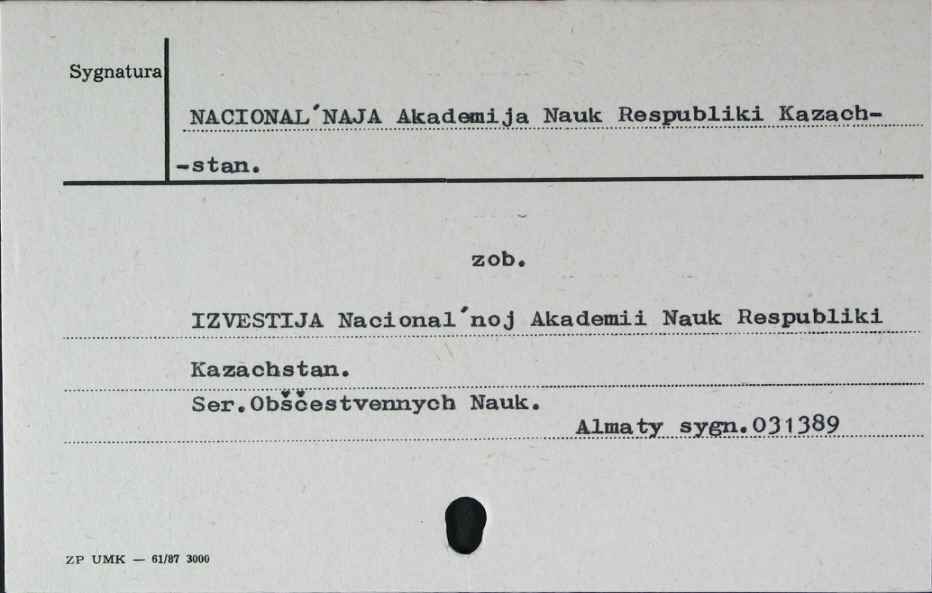 Sygnatura
NACIONAL´NAJA Akademija Nauk Respubliki Kazach-
-stan.
zob.
IZVESTIJA Nacional´noj Akademii Nauk Respubliki
Kazachstan.
Ser.Obščestvennych Nauk.
Almaty sygn.031389
ZP UMK — 61/87 3000